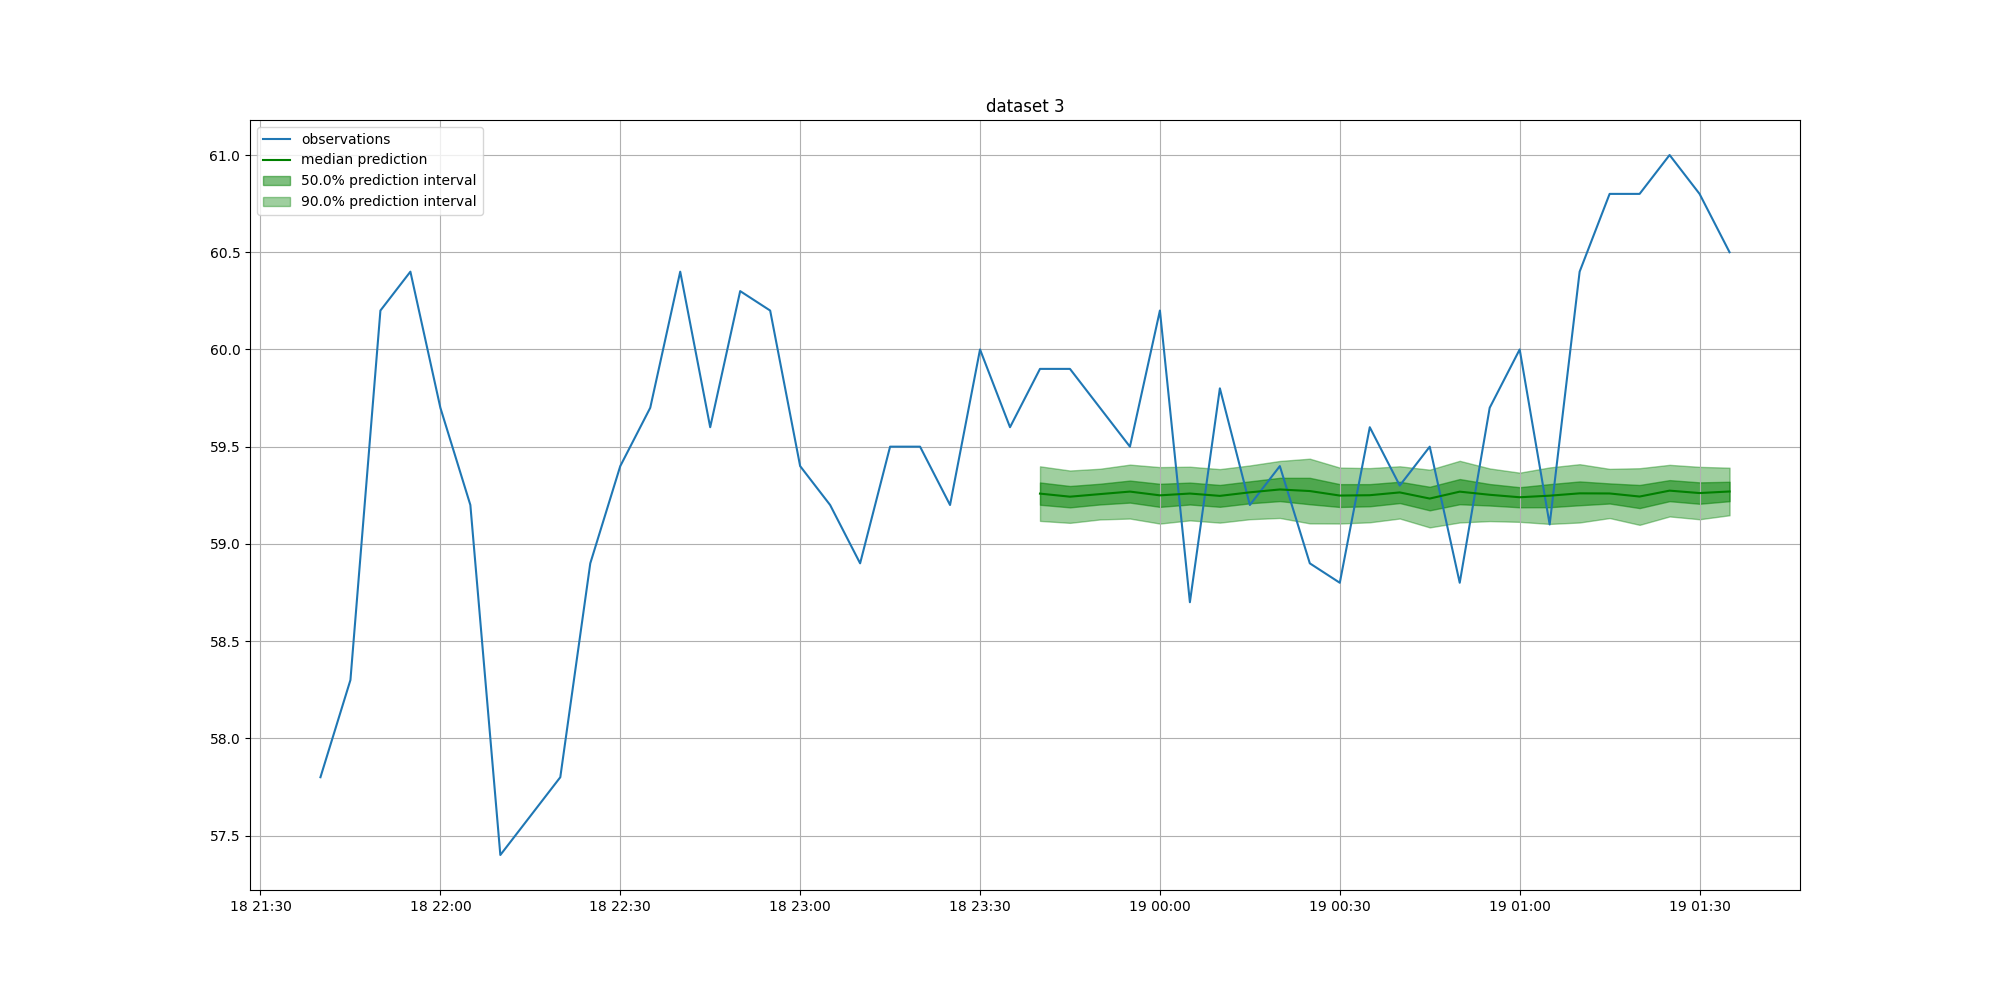 dataset 3
observations
median prediction
50.0% prediction interval
90.0% prediction interval
61.0
60.5
60.0
59.5
59.0
58.5
58.0
57.5
18 21:30 18 22:00 18 22:30 18 23:00 18 23:30 19 00:00 19 00:30 19 01:00 19 01:30